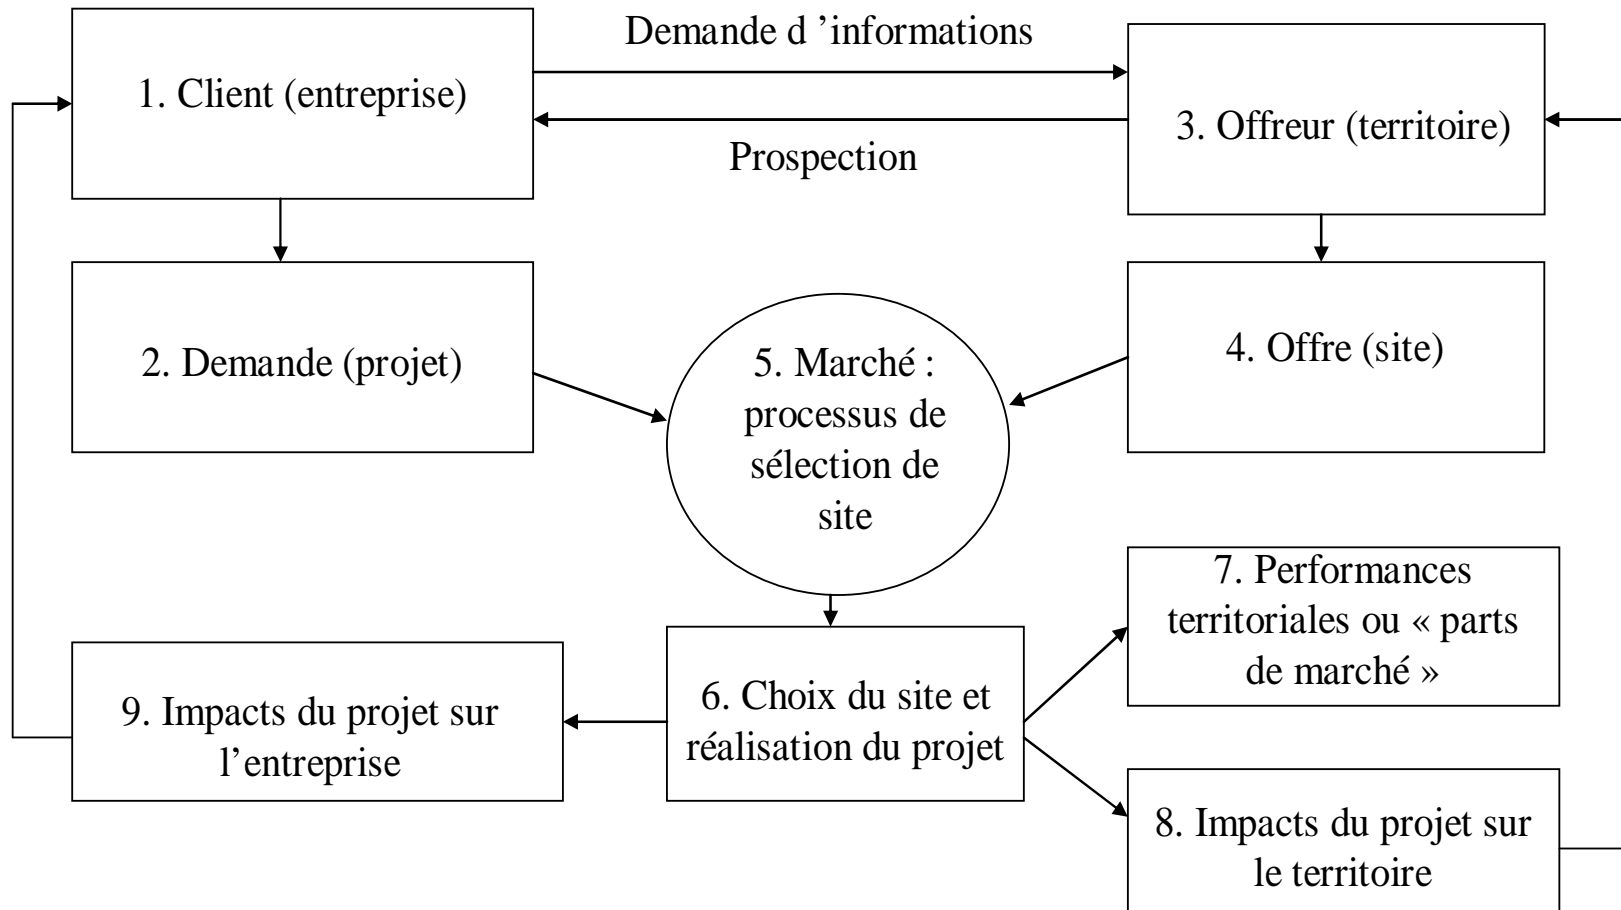 Demande d ’informations
1. Client (entreprise)
3. Offreur (territoire)
Prospection
2. Demande (projet)
4. Offre (site)
5. Marché :
processus de
sélection de
site
7. Performances
territoriales ou « parts
de marché »
9. Impacts du projet sur
l’entreprise
6. Choix du site et
réalisation du projet
8. Impacts du projet sur
le territoire